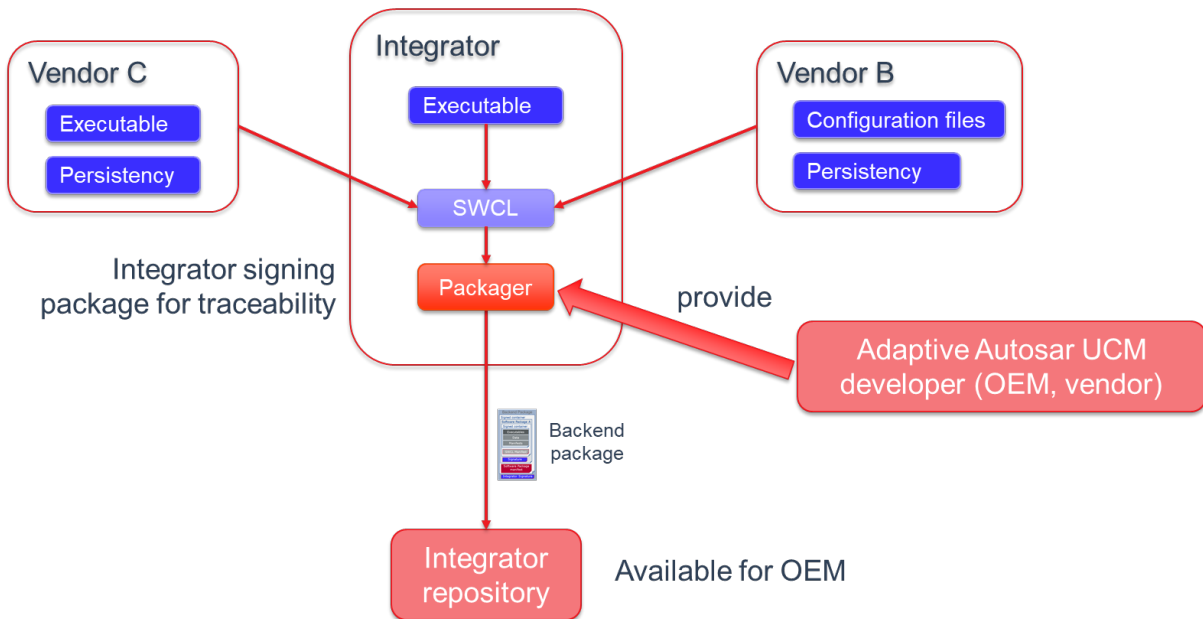 Integrator
Vendor C
Executable
Persistency
Executable
SWCL
Packager
Vendor B
Configuration files
Persistency
Integrator signing
package for traceability
provide
Adaptive Autosar UCM
developer (OEM, vendor)
Backend
package
Integrator
repository
Available for OEM